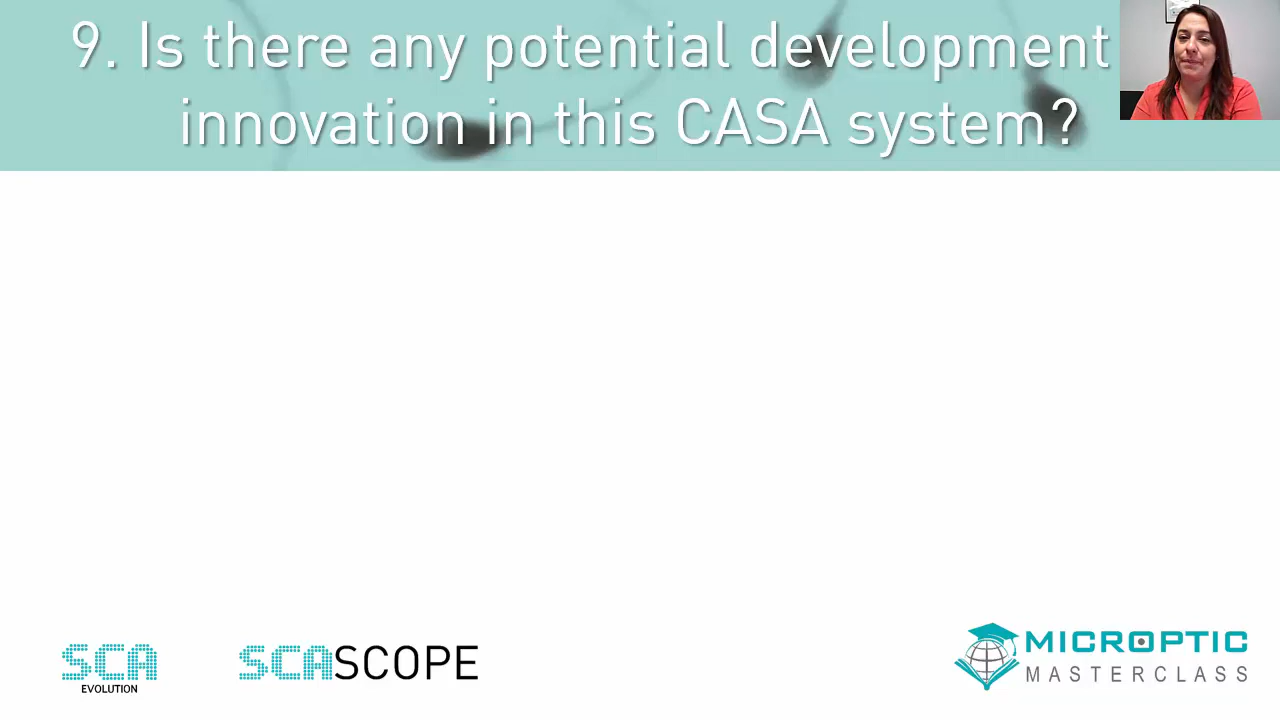 9. Is there any potential development
innovation in this CASA system?
SCA
EVOLUTION
SCASCOPE
MICROPTIC
MASTERCLASS